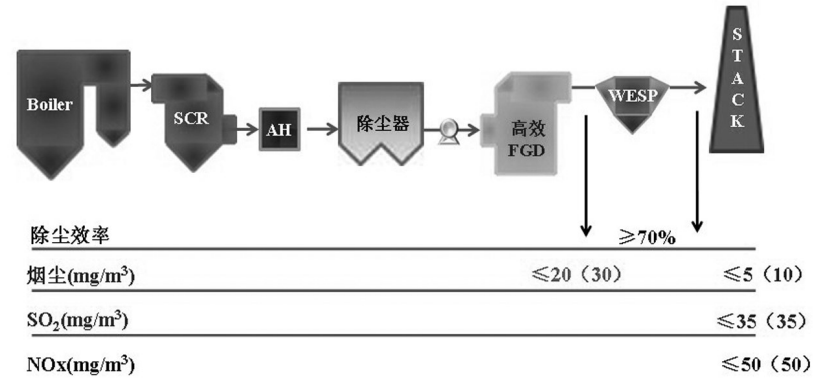 Boiler
SCR
AH
除尘器
高效
FGD
WESP
STACK
除尘效率 ≥70%
烟尘(mg/m³) ≤20（30） ≤5（10）
SO₂(mg/m³) ≤35（35）
NOx(mg/m³) ≤50（50）